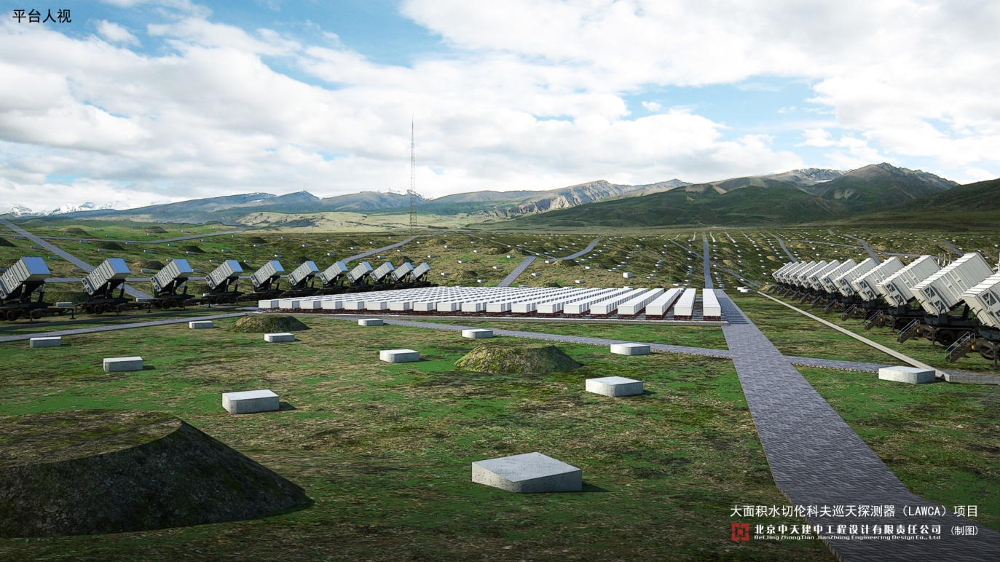 平台人视
大面积水切伦科夫巡天探测器（LAWCA）项目
北京中天建中工程设计有限责任公司 (制图)
BeiJing ZhongTian JianZhong Engineering Design Co., Ltd